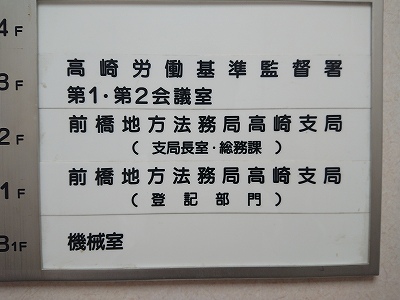 4F
3F 高崎労働基準監督署
第1・第2会議室
2F 前橋地方法務局高崎支局
(支局長室・総務課)
1F 前橋地方法務局高崎支局
(登記部門)
B1F 機械室